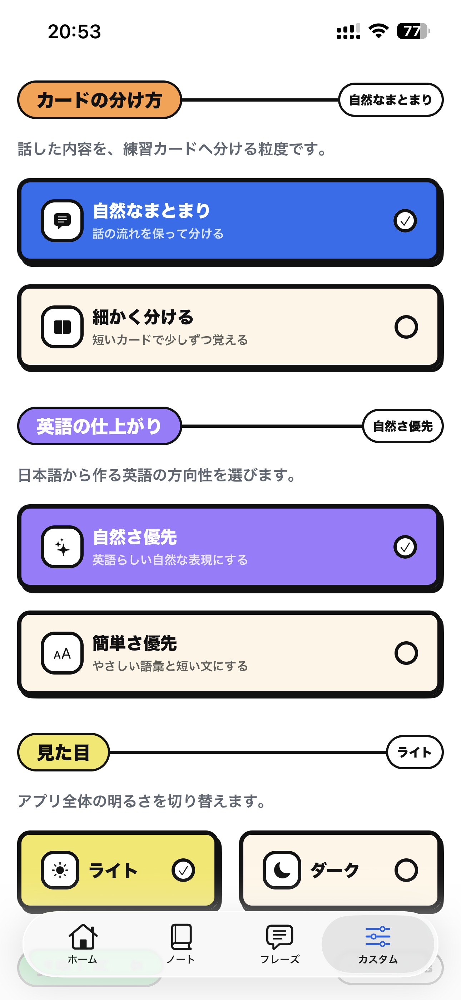 20:53
77
カードの分け方
自然なまとまり
話した内容を、練習カードへ分ける粒度です。
自然なまとまり
話の流れを保って分ける
細かく分ける
短いカードで少しずつ覚える
英語の仕上がり
自然さ優先
日本語から作る英語の方向性を選びます。
自然さ優先
英語らしい自然な表現にする
簡単さ優先
AA
やさしい語彙と短い文にする
見た目
ライト
アプリ全体の明るさを切り替えます。
ライト
ダーク
ホーム
ノート
フレーズ
カスタム